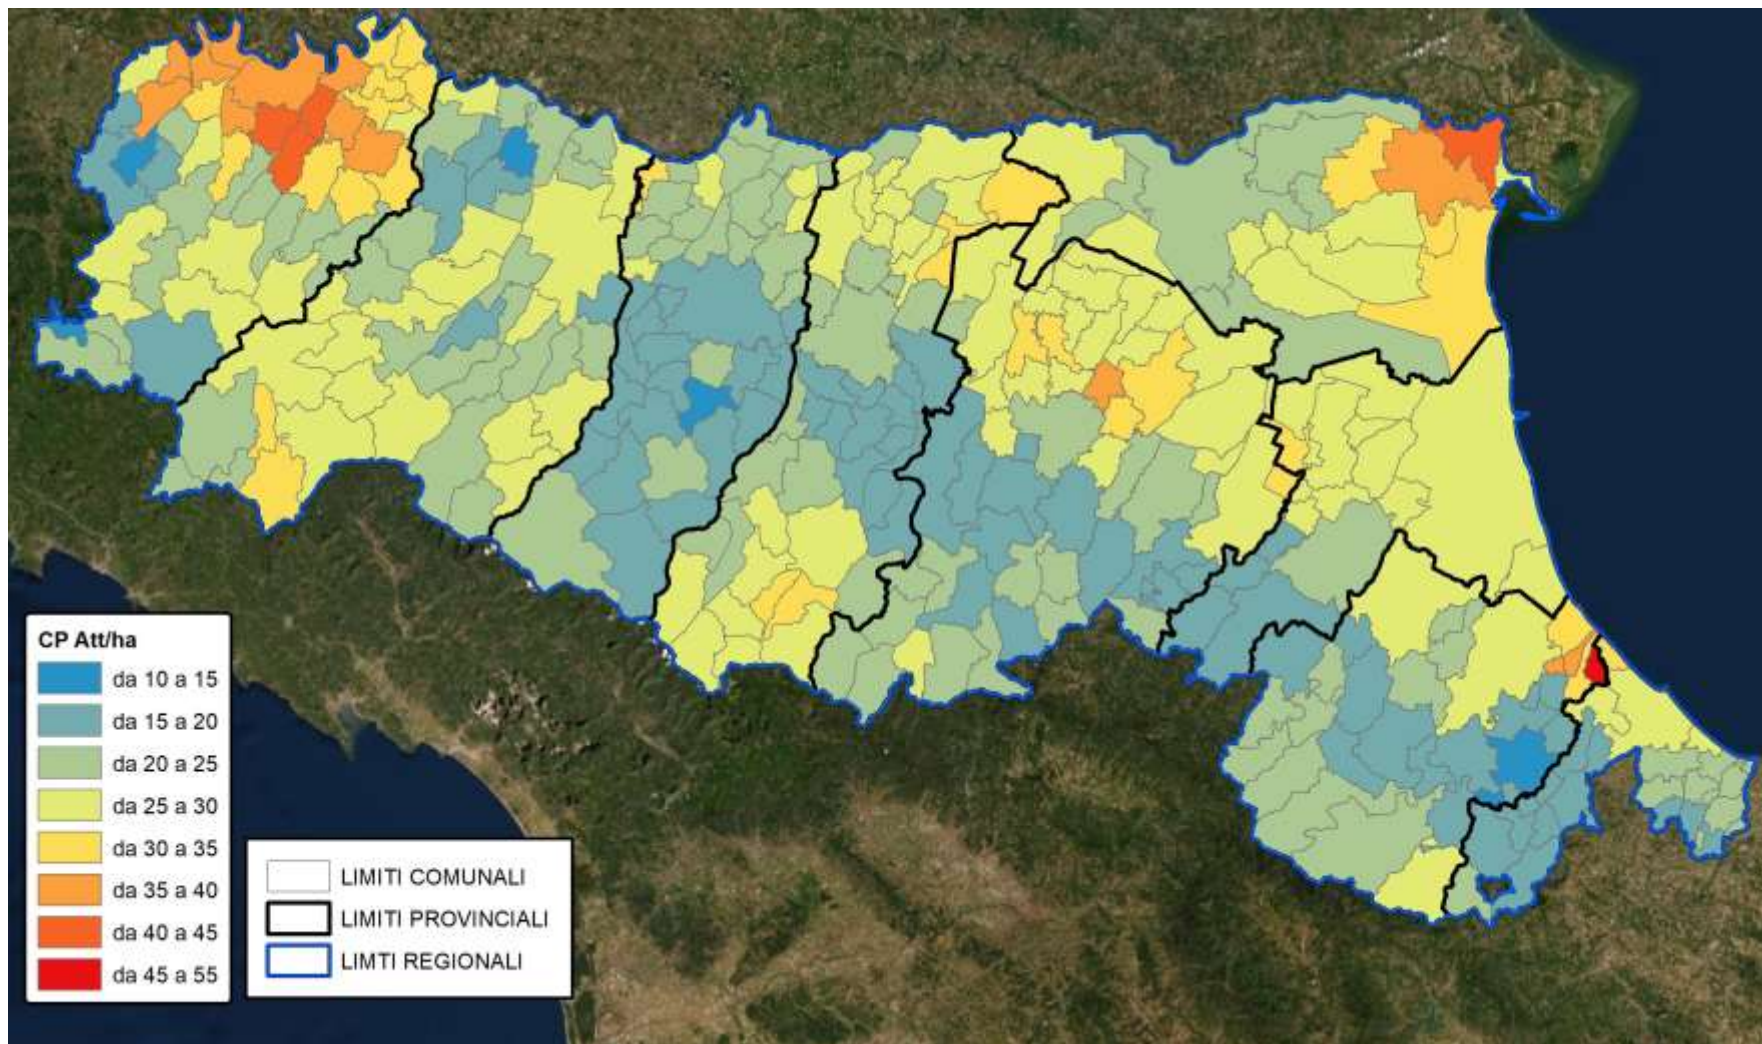 CP Att/ha
da 10 a 15
da 15 a 20
da 20 a 25
da 25 a 30
da 30 a 35
da 35 a 40
da 40 a 45
da 45 a 55
LIMITI COMUNALI
LIMITI PROVINCIALI
LIMTI REGIONALI